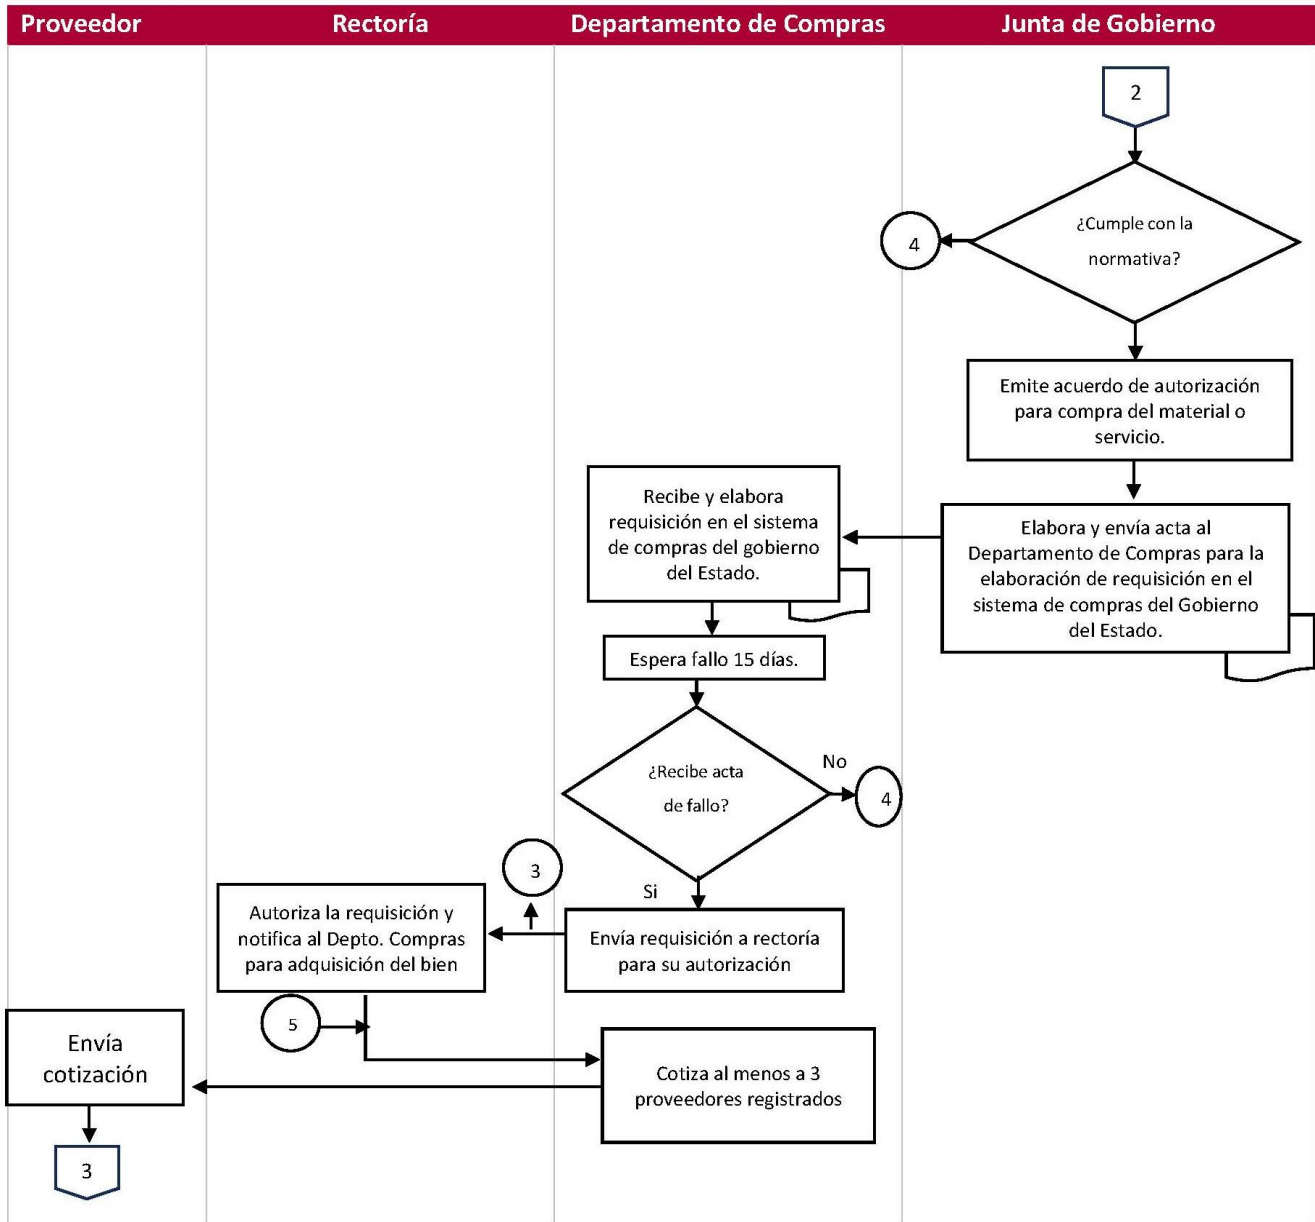 Proveedor
Rectoría
Departamento de Compras
Junta de Gobierno
2
¿Cumple con la
normativa?
4
Emite acuerdo de autorización
para compra del material o
servicio.
Elabora y envía acta al
Departamento de Compras para la
elaboración de requisición en el
sistema de compras del Gobierno
del Estado.
Recibe y elabora
requisición en el sistema
de compras del gobierno
del Estado.
Espera fallo 15 días.
¿Recibe acta
de fallo?
No
4
Si
Envía requisición a rectoría
para su autorización
3
Autoriza la requisición y
notifica al Depto. Compras
para adquisición del bien
5
Cotiza al menos a 3
proveedores registrados
Envía
cotización
3